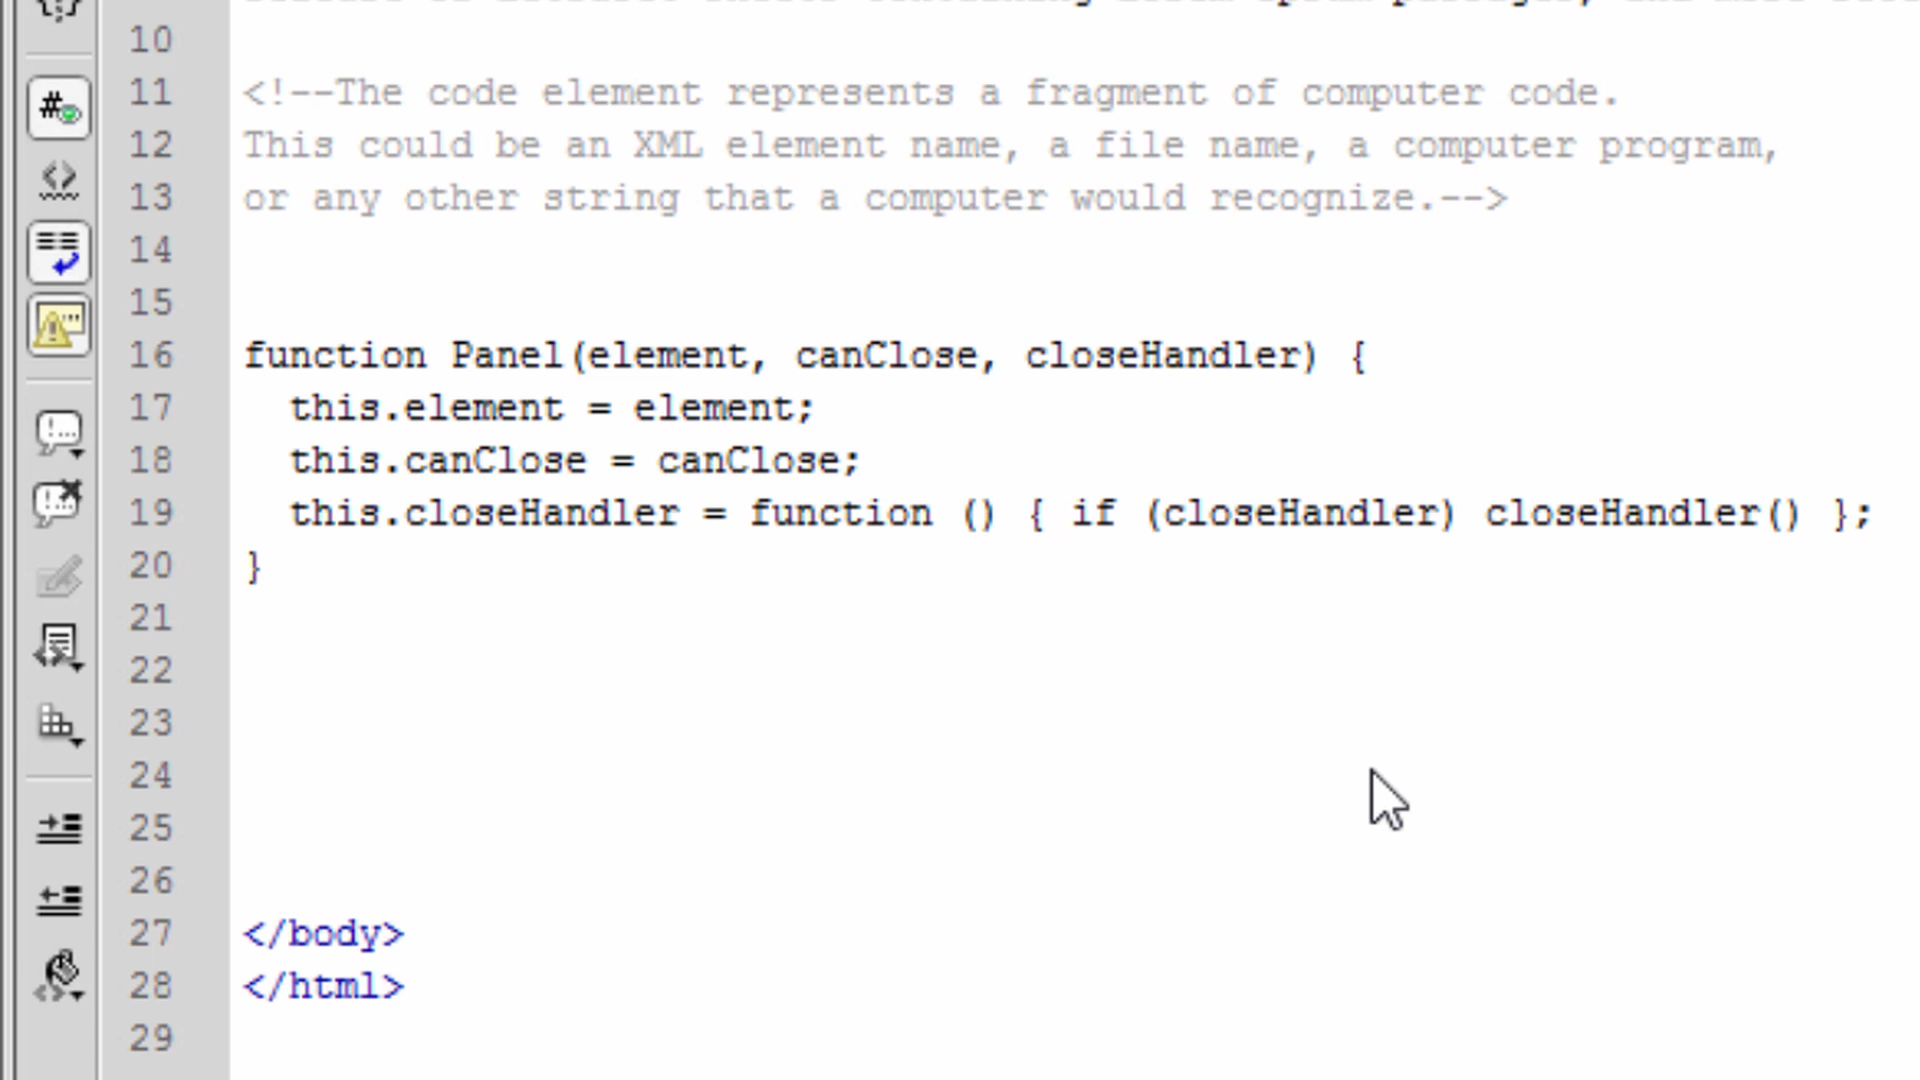 10
11 <!--The code element represents a fragment of computer code.
12 This could be an XML element name, a file name, a computer program,
13 or any other string that a computer would recognize.-->
14
15
16 function Panel(element, canClose, closeHandler) {
17   this.element = element;
18   this.canClose = canClose;
19   this.closeHandler = function () { if (closeHandler) closeHandler() };
20 }
21
22
23
24
25
26
27 </body>
28 </html>
29